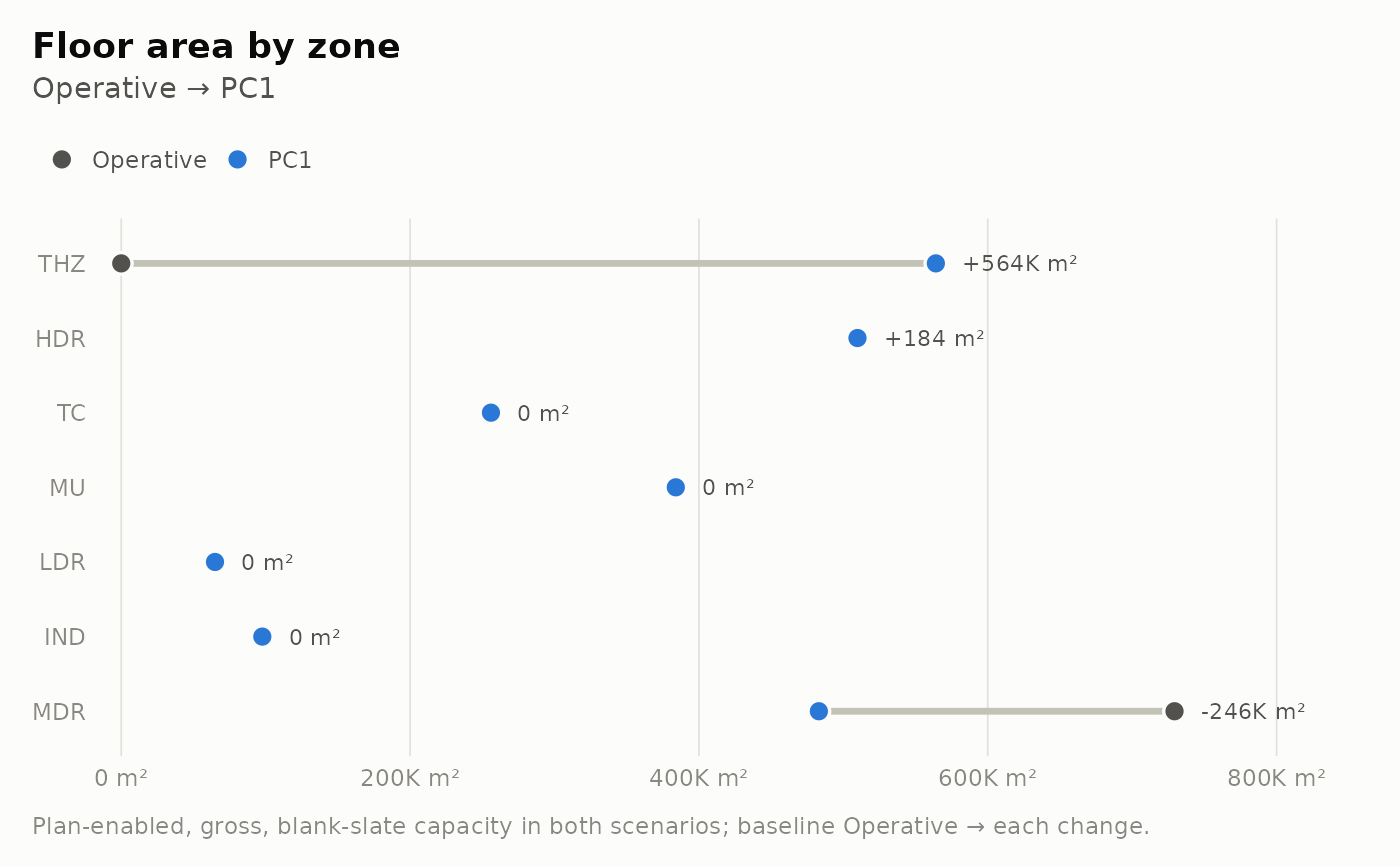 Floor area by zone
Operative → PC1
Operative PC1
THZ +564K m²
HDR +184 m²
TC 0 m²
MU 0 m²
LDR 0 m²
IND 0 m²
MDR -246K m²
0 m² 200K m² 400K m² 600K m² 800K m²
Plan-enabled, gross, blank-slate capacity in both scenarios; baseline Operative → each change.